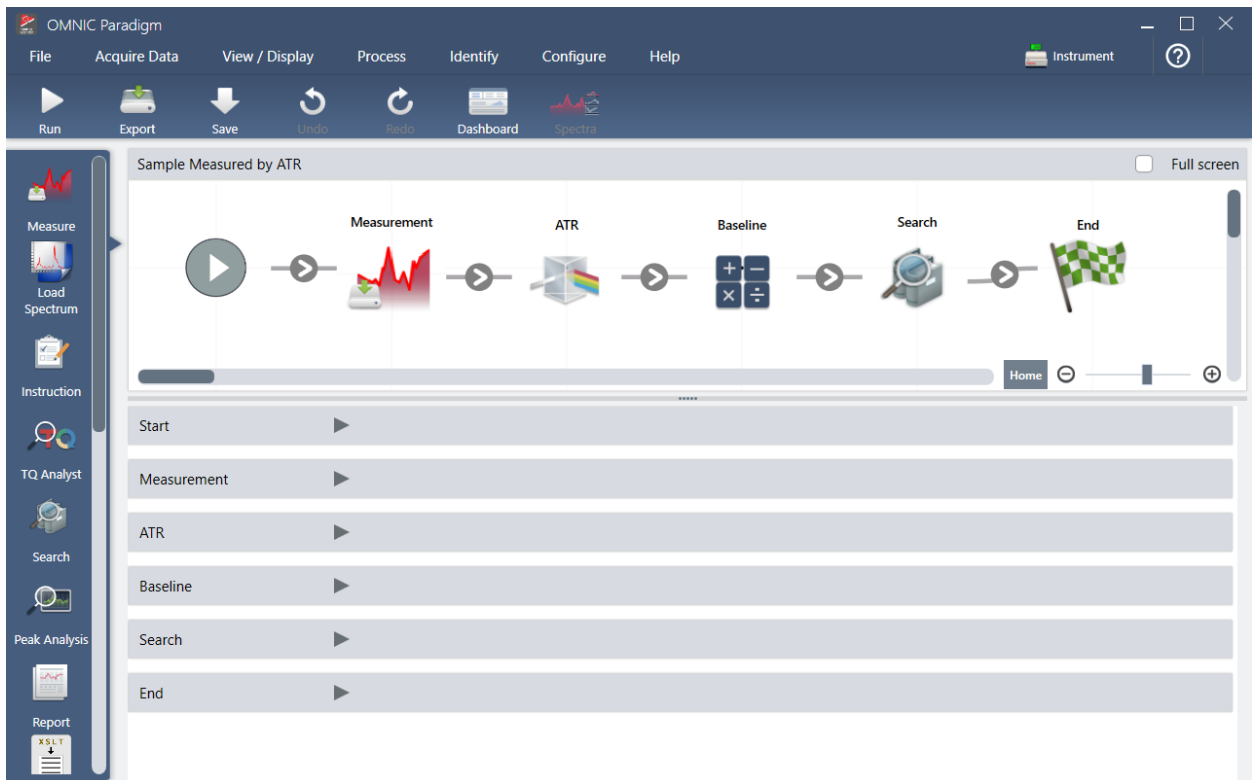 OMNIC Paradigm
File Acquire Data View / Display Process Identify Configure Help Instrument
Run Export Save Undo Redo Dashboard Spectra
Sample Measured by ATR Full screen
Measure
Load
Spectrum
Instruction
TQ Analyst
Search
Peak Analysis
Report
XSLT
Measurement ATR Baseline Search End
Home
Start
Measurement
ATR
Baseline
Search
End